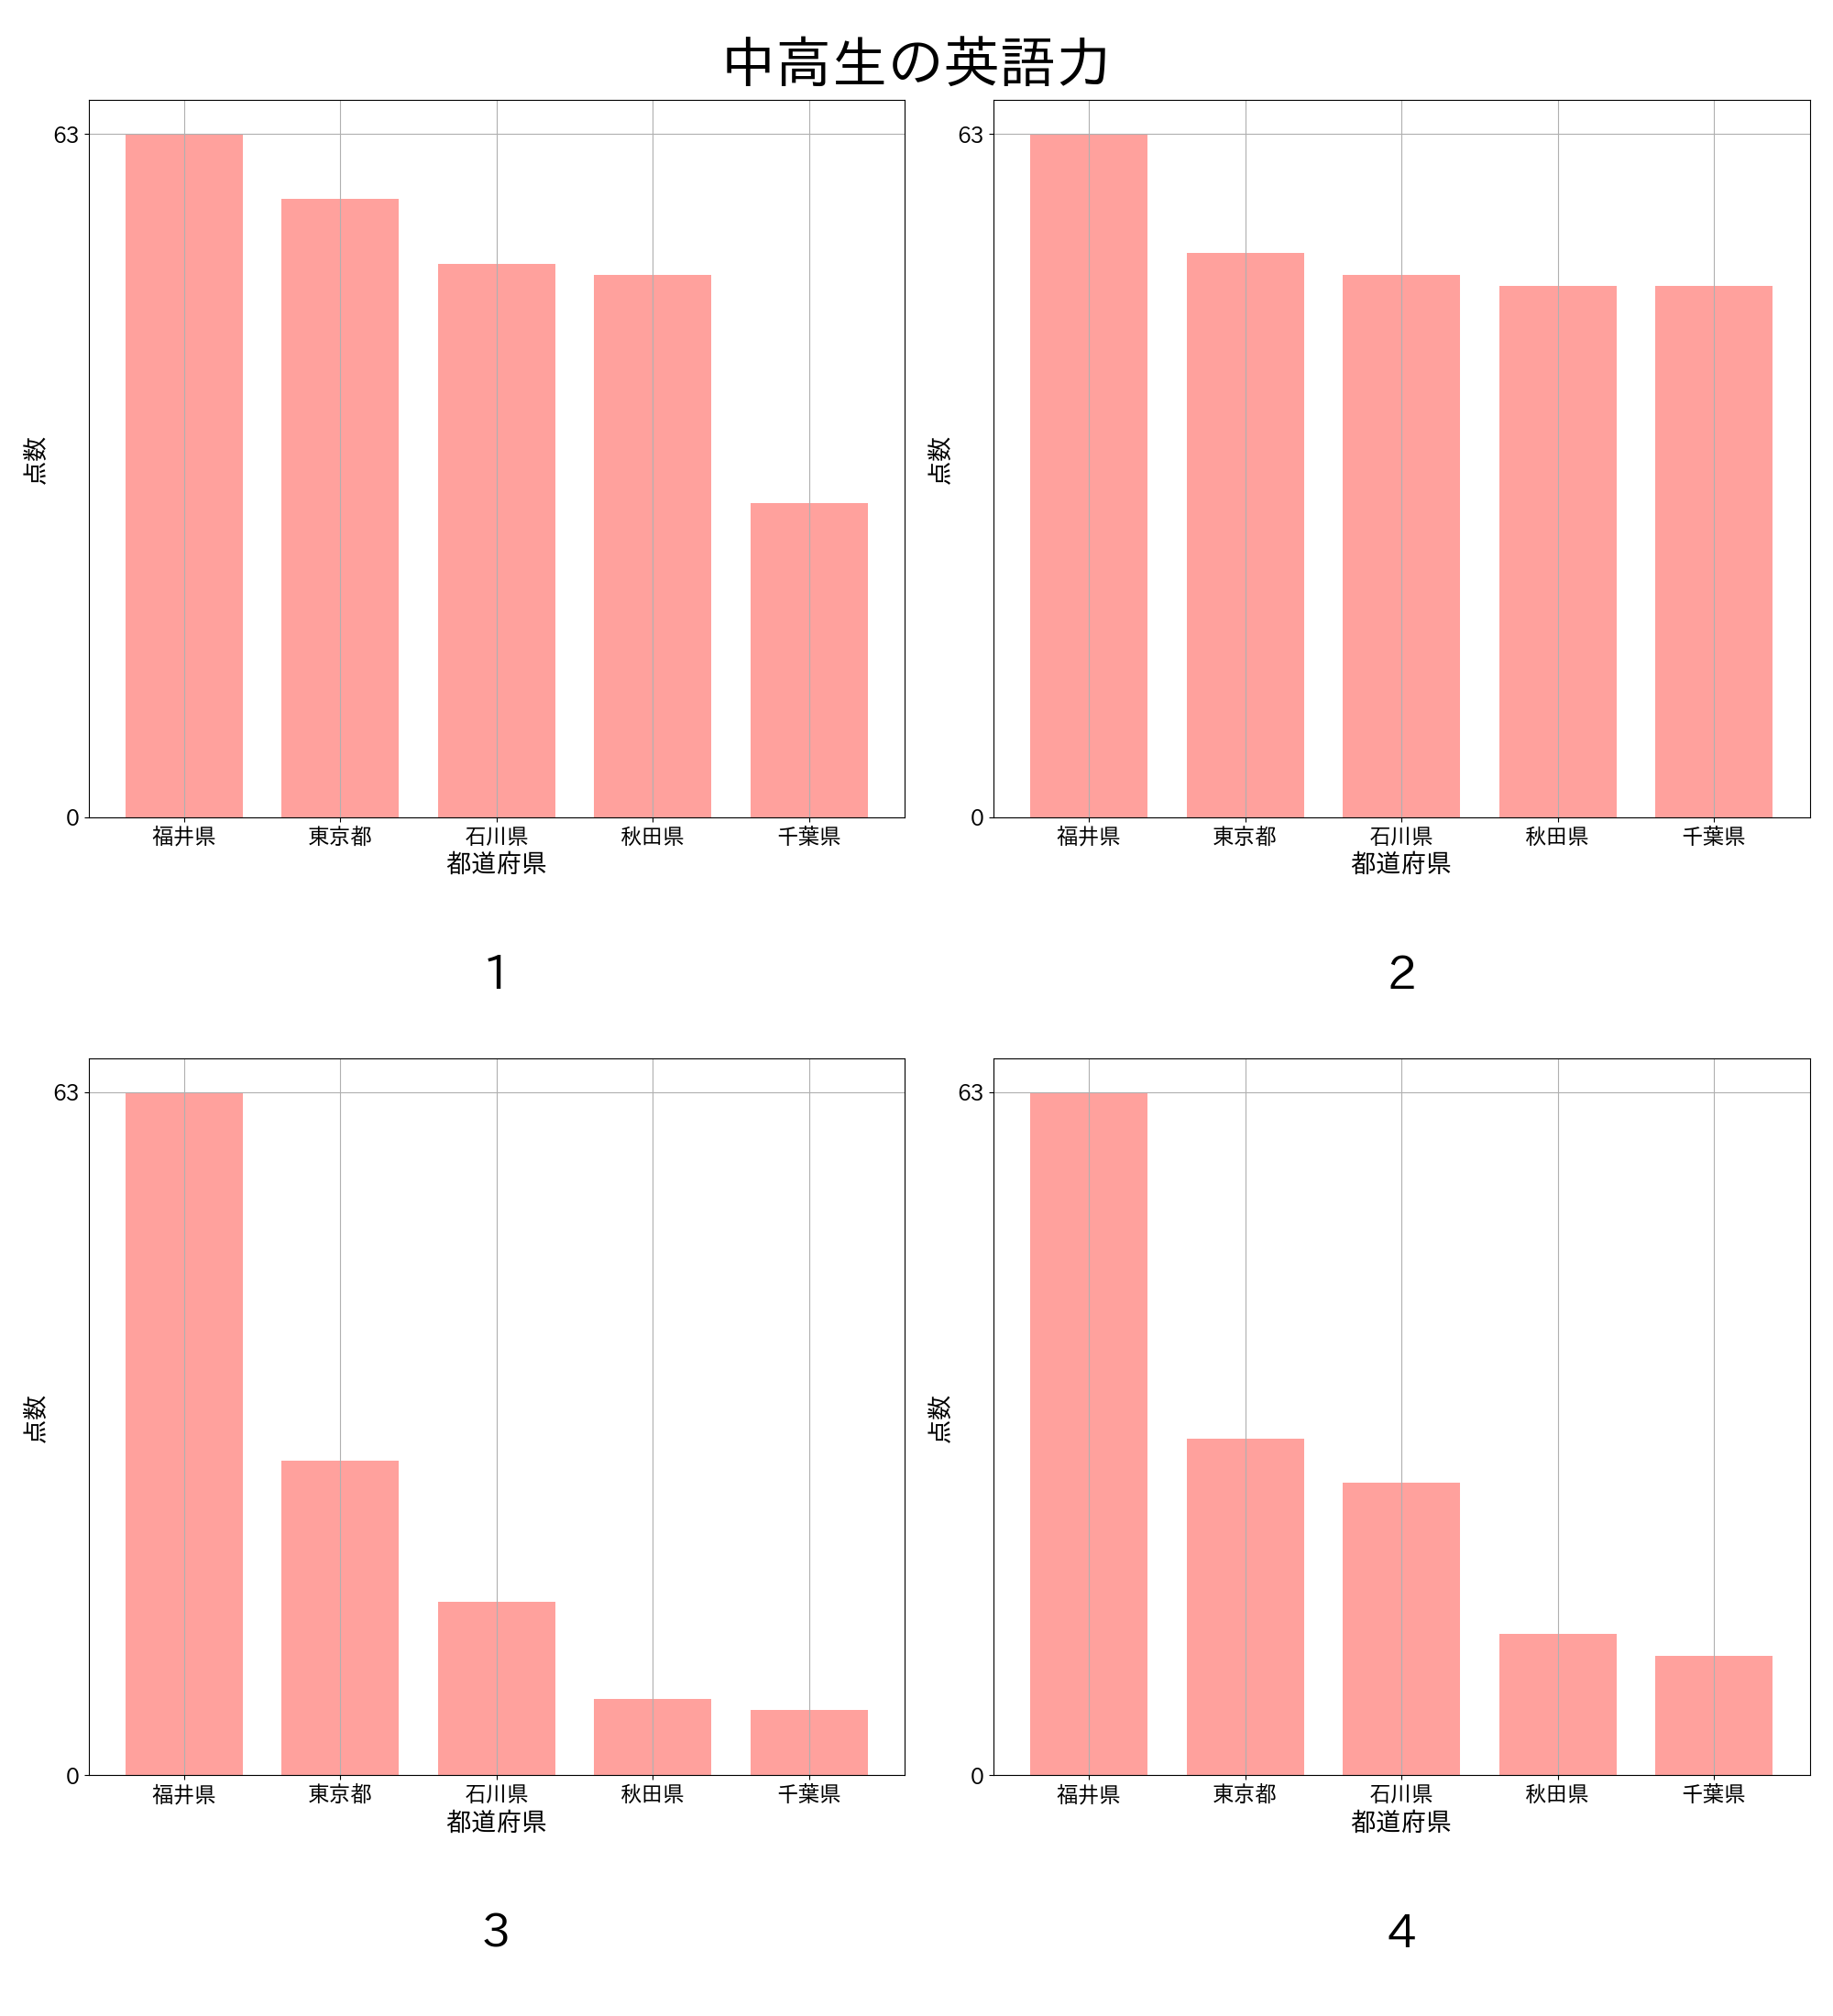 中高生の英語力
63
0
点数
福井県 東京都 石川県 秋田県 千葉県
都道府県
1
63
0
点数
福井県 東京都 石川県 秋田県 千葉県
都道府県
2
63
0
点数
福井県 東京都 石川県 秋田県 千葉県
都道府県
3
63
0
点数
福井県 東京都 石川県 秋田県 千葉県
都道府県
4